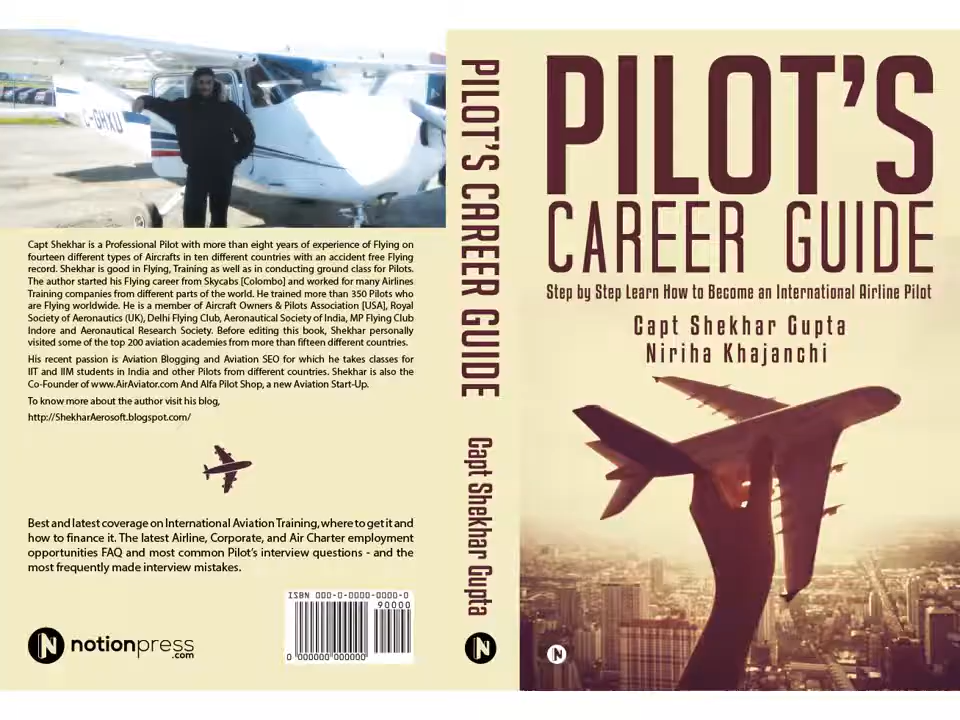 C-GHXU
Capt Shekhar is a Professional Pilot with more than eight years of experience of Flying on
fourteen different types of Aircrafts in ten different countries with an accident free Flying
record. Shekhar is good in Flying, Training as well as in conducting ground class for Pilots.
The author started his Flying career from Skycabs [Colombo] and worked for many Airlines
Training companies from different parts of the world. He trained more than 350 Pilots who
are Flying worldwide. He is a member of Aircraft Owners & Pilots Association [USA], Royal
Society of Aeronautics (UK), Delhi Flying Club, Aeronautical Society of India, MP Flying Club
Indore and Aeronautical Research Society. Before editing this book, Shekhar personally
visited some of the top 200 aviation academies from more than fifteen different countries.
His recent passion is Aviation Blogging and Aviation SEO for which he takes classes for
IIT and IIM students in India and other Pilots from different countries. Shekhar is also the
Co-Founder of www.AirAviator.com And Alfa Pilot Shop, a new Aviation Start-Up.
To know more about the author visit his blog,
http://ShekharAerosoft.blogspot.com/
Best and latest coverage on International Aviation Training, where to get it and
how to finance it. The latest Airline, Corporate, and Air Charter employment
opportunities FAQ and most common Pilot's interview questions - and the
most frequently made interview mistakes.
N notionpress
.com
ISBN 000-0-0000-0000-0
90000
0 000000 000000
PILOT'S CAREER GUIDE
Capt Shekhar Gupta
N
PILOT'S
CAREER GUIDE
Step by Step Learn How to Become an International Airline Pilot
Capt Shekhar Gupta
Niriha Khajanchi
N